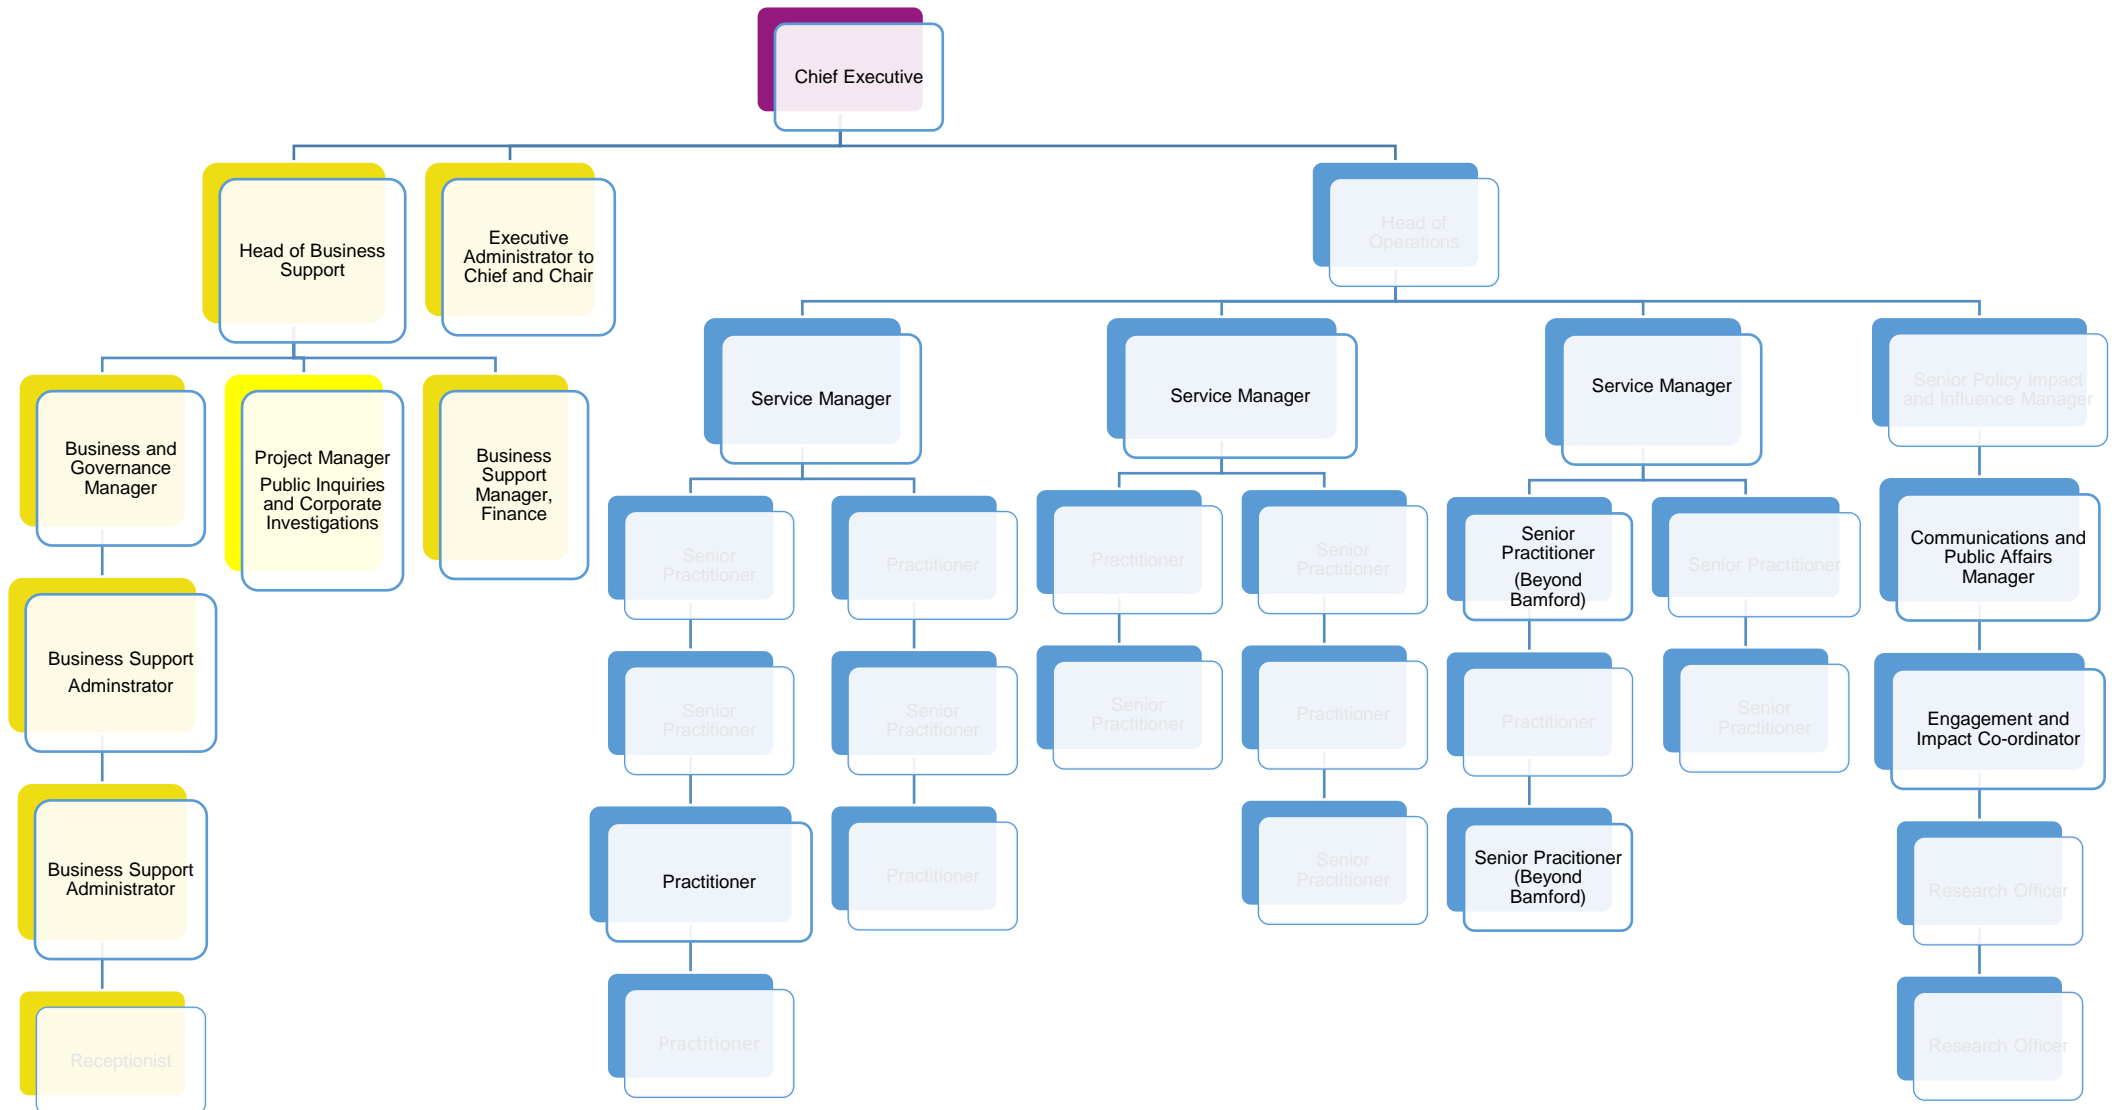 Chief Executive
Head of Business
Support
Executive
Administrator to
Chief and Chair
Head of
Operations
Business and
Governance
Manager
Project Manager
Public Inquiries
and Corporate
Investigations
Business
Support
Manager,
Finance
Service Manager
Service Manager
Service Manager
Senior Policy Impact
and Influence Manager
Business Support
Adminstrator
Business Support
Administrator
Receptionist
Senior
Practitioner
Senior
Practitioner
Practitioner
Practitioner
Practitioner
Senior
Practitioner
Practitioner
Practitioner
Senior
Practitioner
Senior
Practitioner
Practitioner
Senior
Practitioner
Senior
Practitioner
(Beyond
Bamford)
Practitioner
Senior Pracitioner
(Beyond
Bamford)
Senior Practitioner
Senior
Practitioner
Communications and
Public Affairs
Manager
Engagement and
Impact Co-ordinator
Research Officer
Research Officer